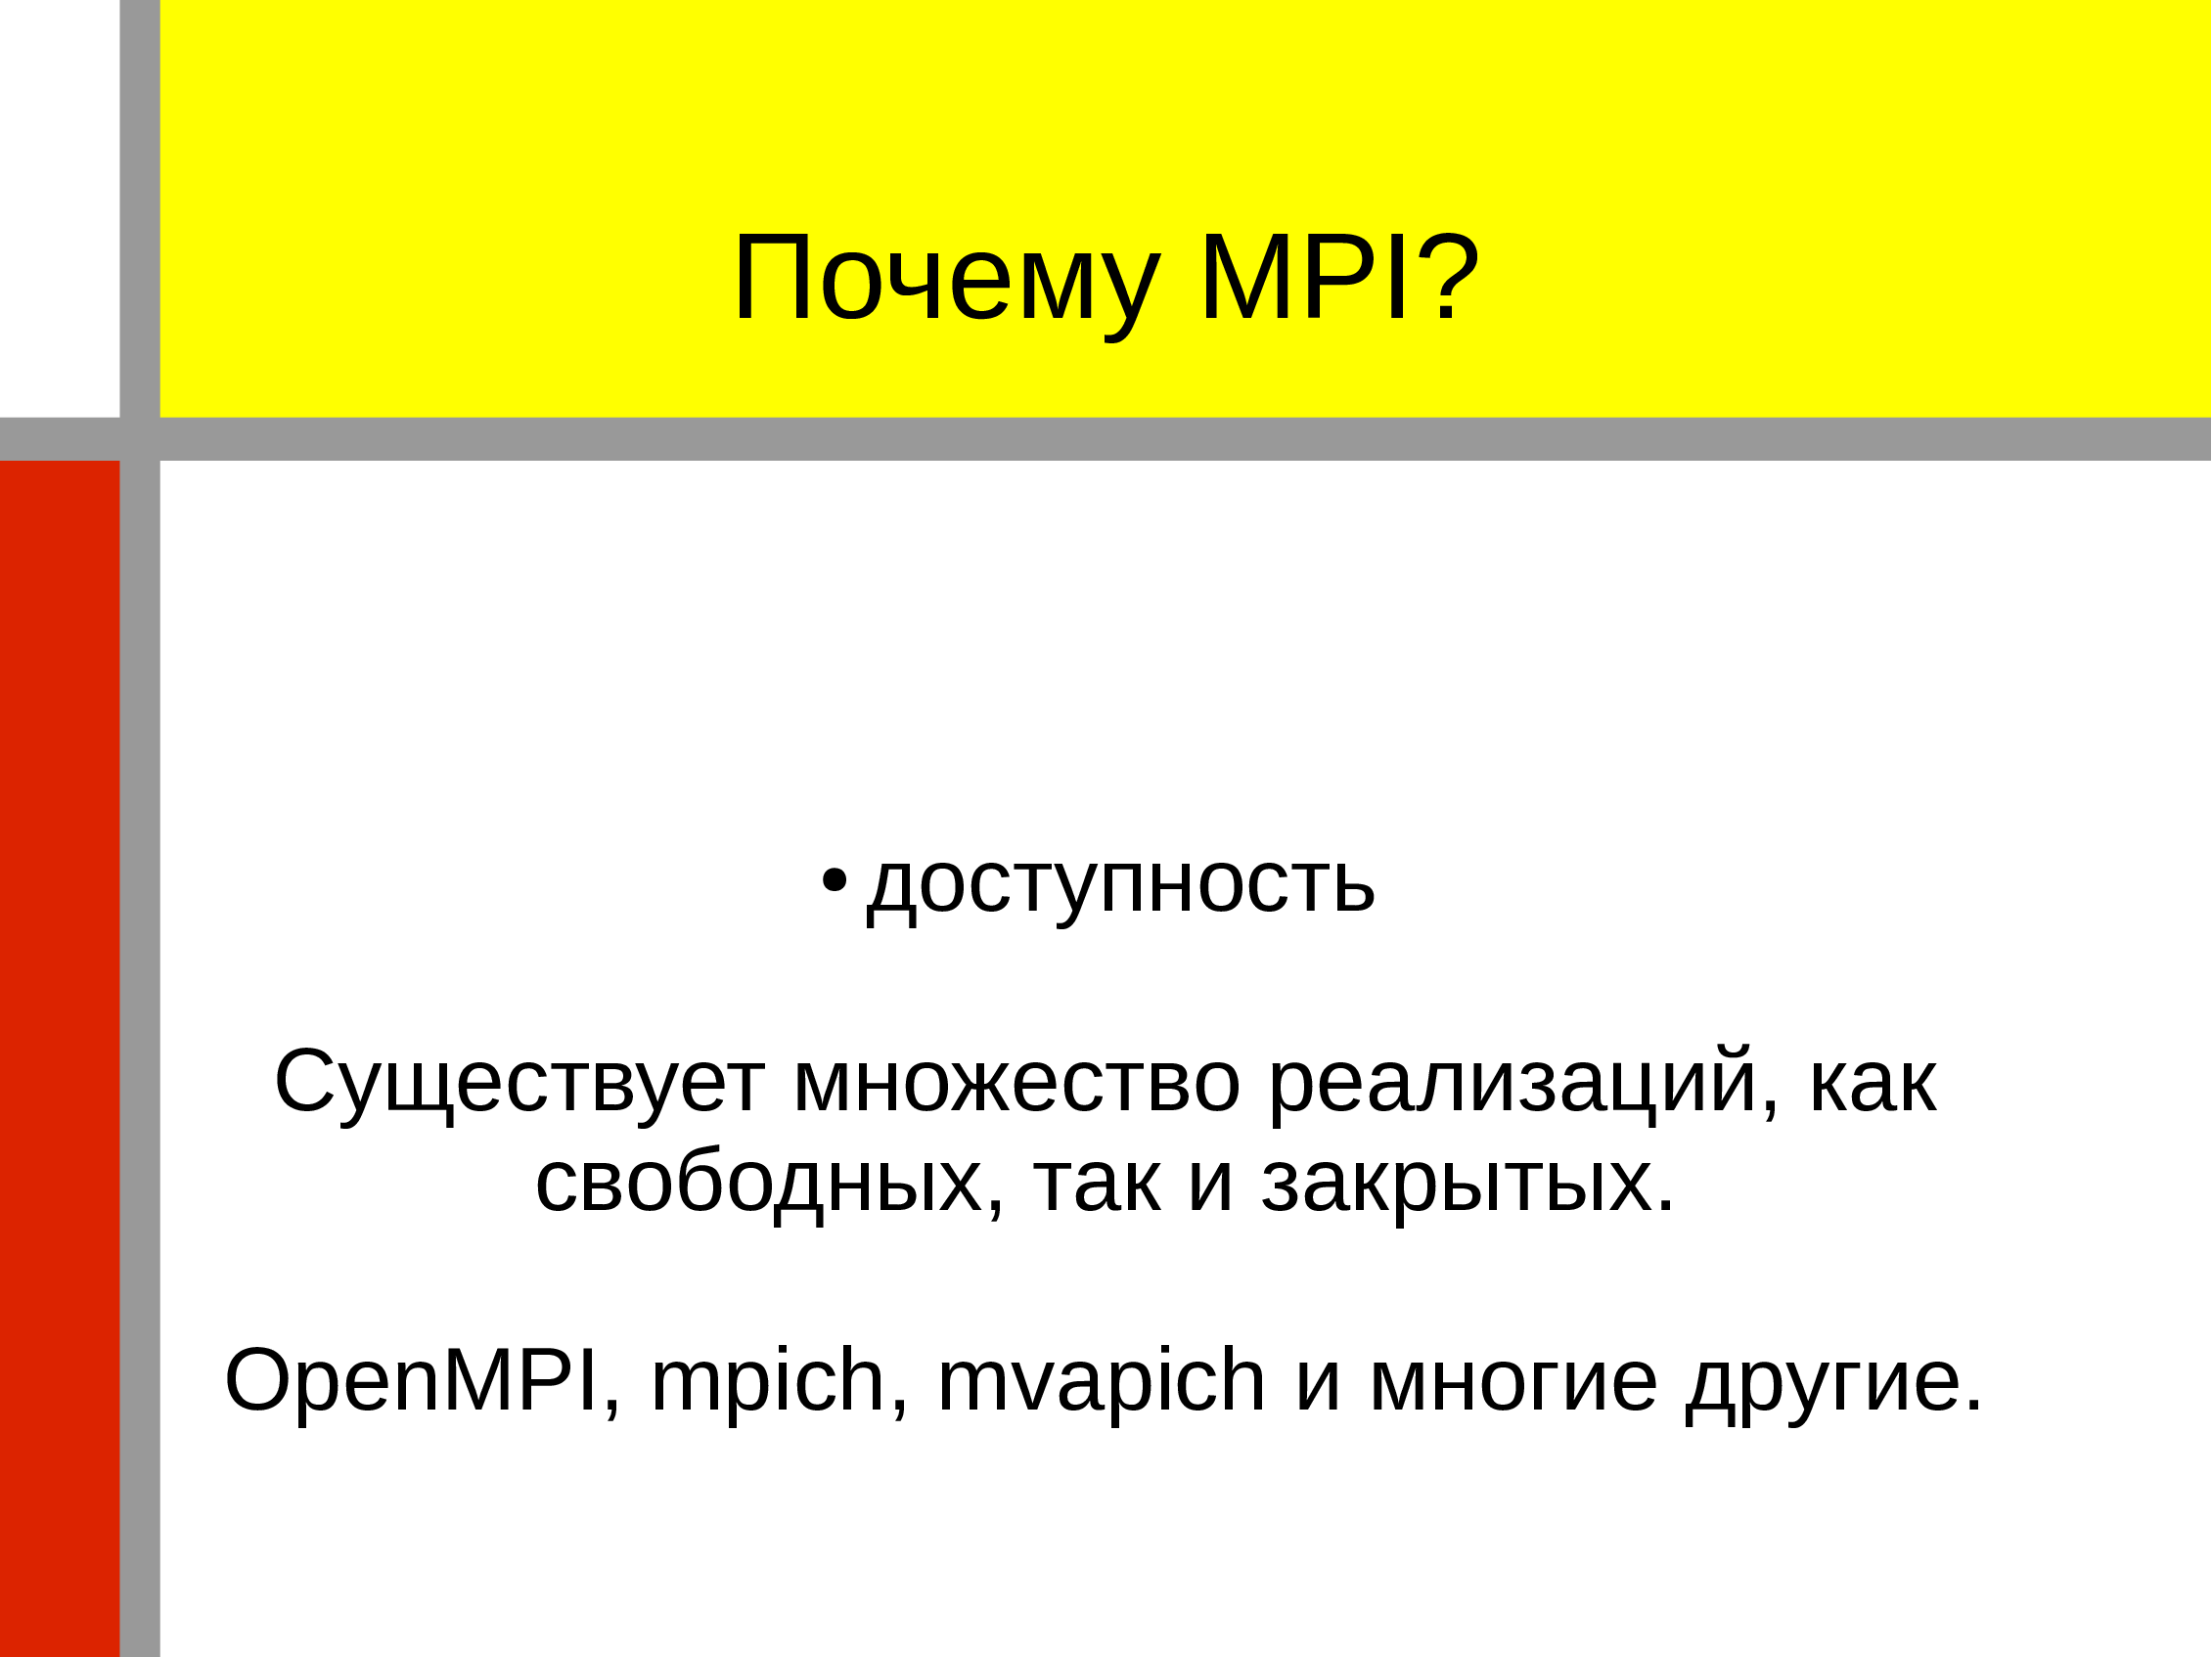 Почему MPI?
• доступность
Существует множество реализаций, как
свободных, так и закрытых.
OpenMPI, mpich, mvapich и многие другие.